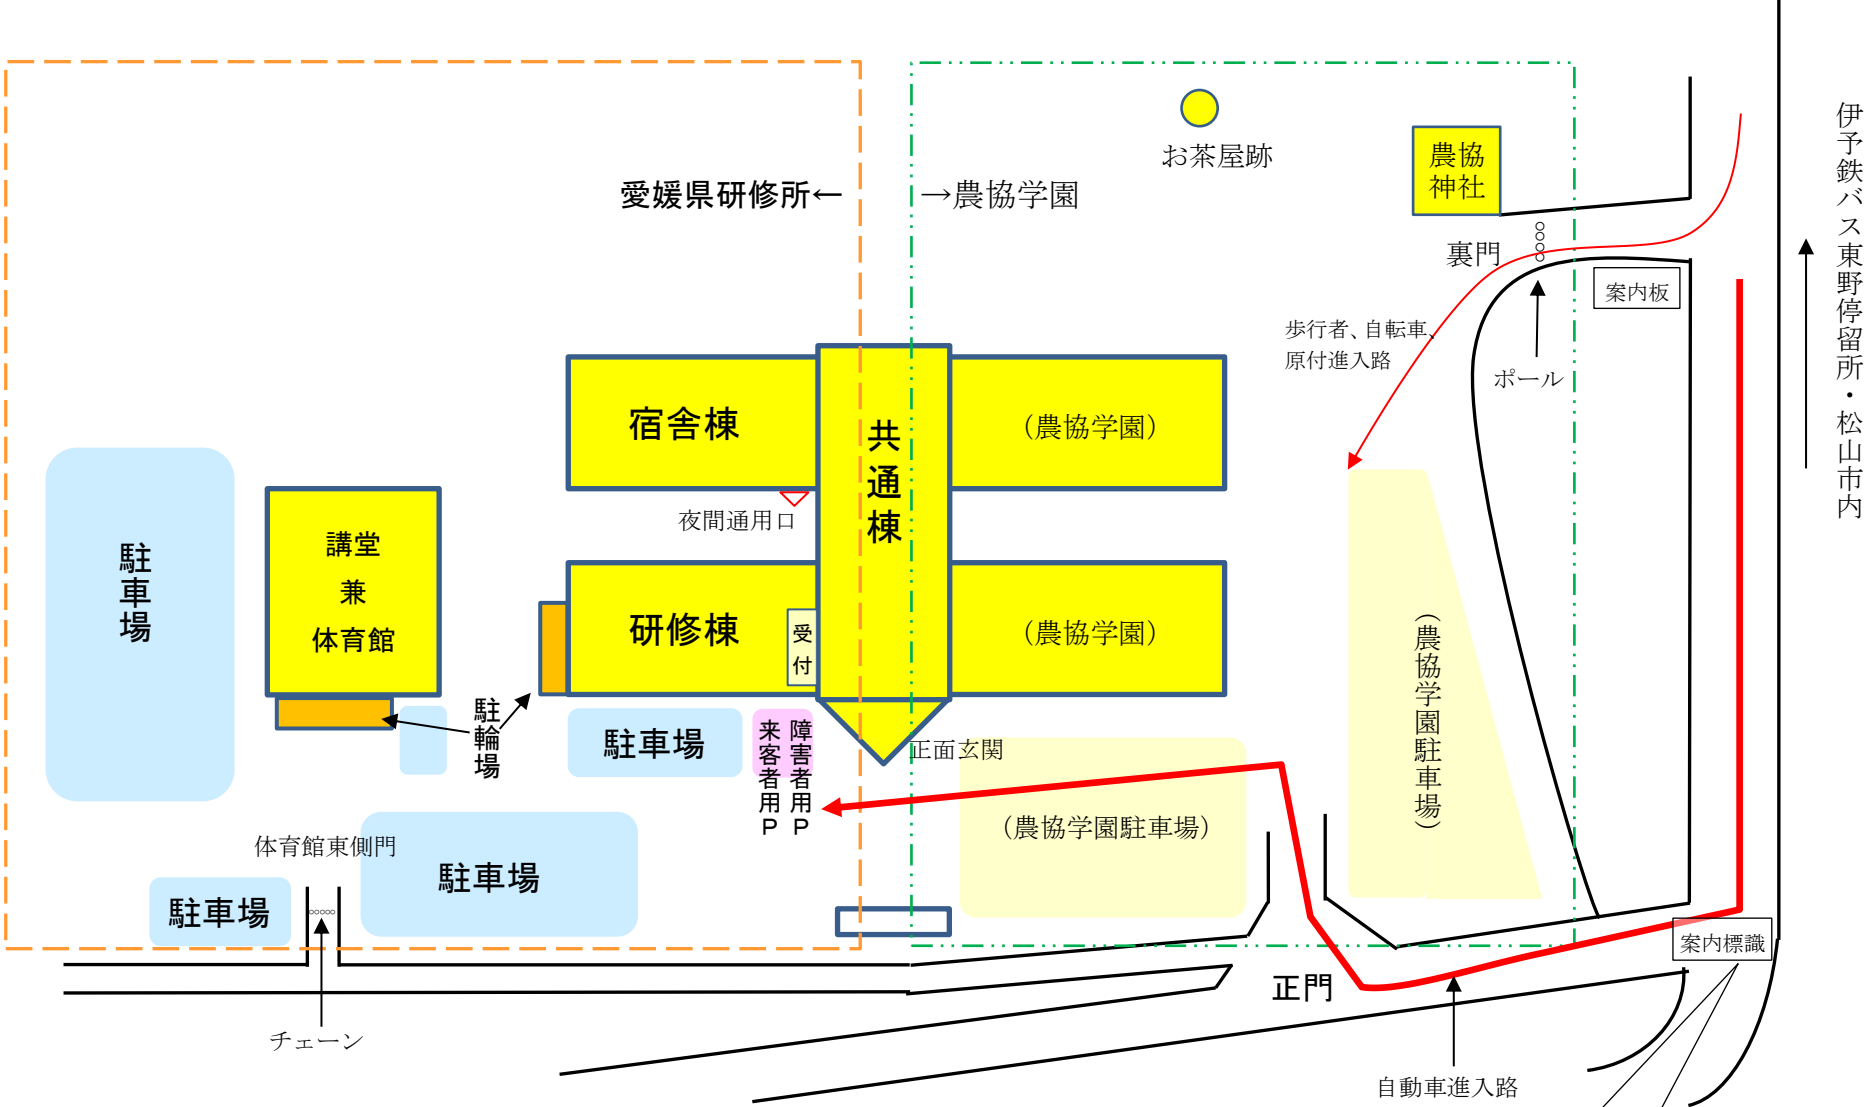 お茶屋跡
農協
神社
愛媛県研修所←
→農協学園
裏門
案内板
伊予鉄バス東野停留所・松山市内
歩行者、自転車、
原付進入路
ポール
宿舎棟
共通棟
(農協学園)
夜間通用口
駐車場
講堂
兼
体育館
研修棟
受付
(農協学園)
(農協学園駐車場)
駐輪場
駐車場
来客者用P
障害者用P
正面玄関
(農協学園駐車場)
体育館東側門
駐車場
駐車場
案内標識
正門
チェーン
自動車進入路